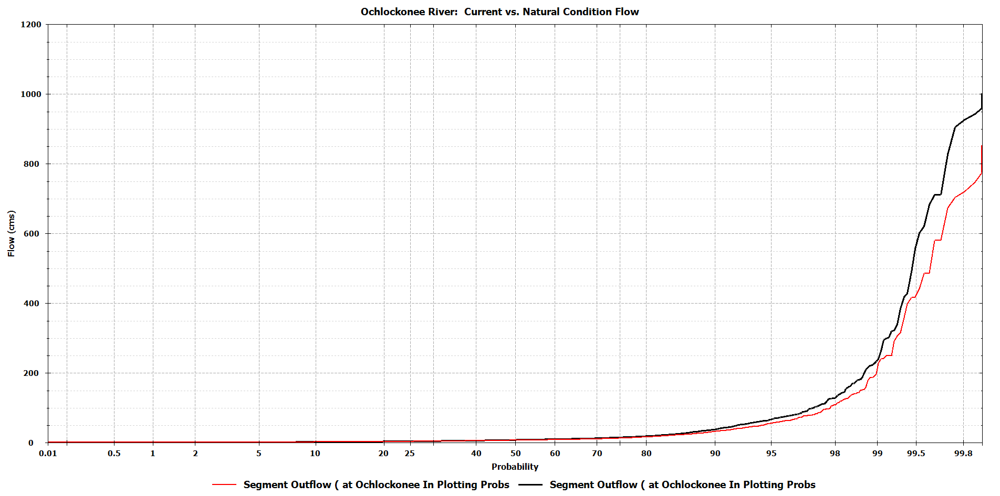 Ochlockonee River:  Current vs. Natural Condition Flow
1200
1000
800
600
400
200
0
Flow (cms)
0.01 0.5 1 2 5 10 20 25 40 50 60 70 80 90 95 98 99 99.5 99.8
Probability
Segment Outflow ( at Ochlockonee In Plotting Probs Segment Outflow ( at Ochlockonee In Plotting Probs